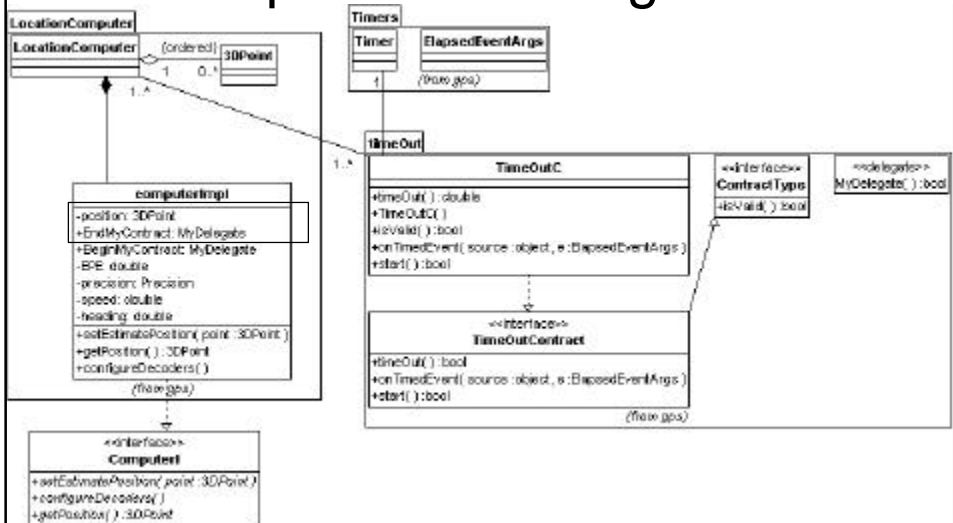 LocationComputer
LocationComputer
{ordered}
3DPoint
1
0..*
1..*
computerImpl
-position: 3DPoint
+EndMyContract: MyDelegate
+BeginMyContract: MyDelegate
-EPE: double
-precision: Precision
-speed: double
-heading: double
+setEstimatePosition( point :3DPoint )
+getPosition( ) : 3DPoint
+configureDecoders( )
(from gps)
<<interface>>
ComputerI
+setEstimatePosition( point :3DPoint )
+configureDecoders( )
+getPosition( ) :3DPoint
Timers
Timer
ElapsedEventArgs
1
(from gps)
timeOut
1..*
TimeOutC
+timeOut( ) : double
+TimeOutC( )
+isValid( ) : bool
+onTimedEvent( source :object, e :ElapsedEventArgs )
+start( ) :bool
<<interface>>
TimeOutContract
+timeOut( ) :bool
+onTimedEvent( source :object, e :ElapsedEventArgs )
+start( ) :bool
<<interface>>
ContractType
+isValid( ) :bool
<<delegate>>
MyDelegate( ) :bool
(from gps)